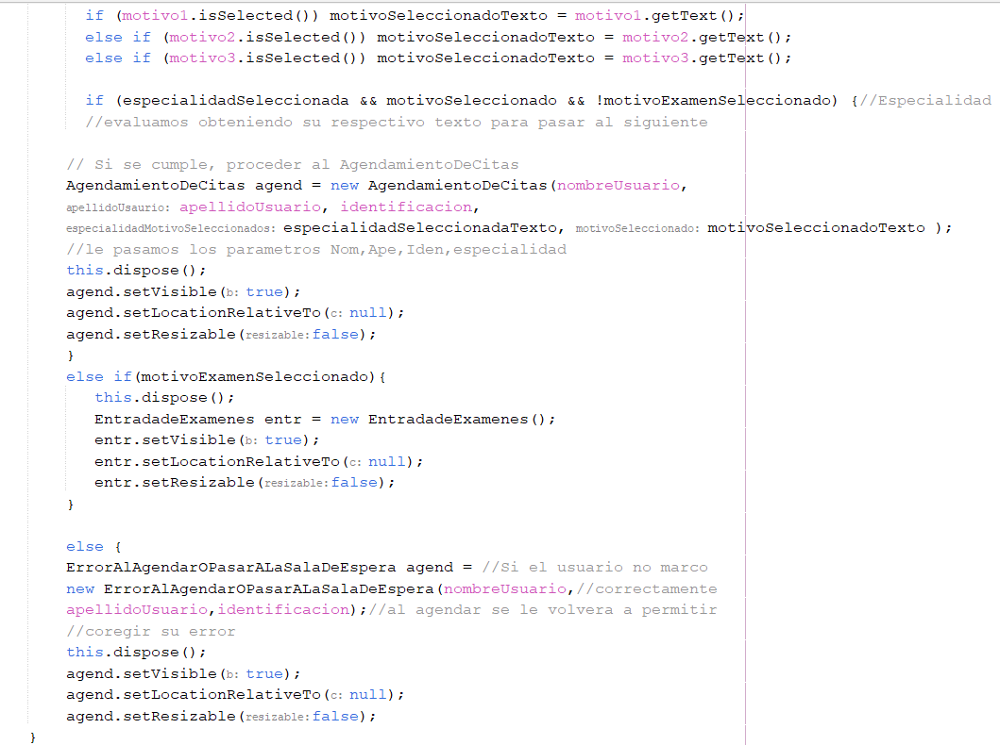 if (motivo1.isSelected()) motivoSeleccionadoTexto = motivo1.getText();
else if (motivo2.isSelected()) motivoSeleccionadoTexto = motivo2.getText();
else if (motivo3.isSelected()) motivoSeleccionadoTexto = motivo3.getText();
if (especialidadSeleccionada && motivoSeleccionado && !motivoExamenSeleccionado) {//Especialidad
//evaluamos obteniendo su respectivo texto para pasar al siguiente
// Si se cumple, proceder al AgendamientoDeCitas
AgendamientoDeCitas agend = new AgendamientoDeCitas(nombreUsuario,
apellidoUsaurio: apellidoUsuario, identificacion,
especialidadMotivoSeleccionados: especialidadSeleccionadaTexto, motivoSeleccionado: motivoSeleccionadoTexto );
//le pasamos los parametros Nom,Ape,Iden,especialidad
this.dispose();
agend.setVisible(b: true);
agend.setLocationRelativeTo(c: null);
agend.setResizable(resizable:false);
}
else if(motivoExamenSeleccionado){
this.dispose();
EntradadeExamenes entr = new EntradadeExamenes();
entr.setVisible(b: true);
entr.setLocationRelativeTo(c: null);
entr.setResizable(resizable:false);
}
else {
ErrorAlAgendarOPasarALaSalaDeEspera agend = //Si el usuario no marco
new ErrorAlAgendarOPasarALaSalaDeEspera(nombreUsuario,//correctamente
apellidoUsuario,identificacion);//al agendar se le volvera a permitir
//coregir su error
this.dispose();
agend.setVisible(b: true);
agend.setLocationRelativeTo(c: null);
agend.setResizable(resizable:false);
}